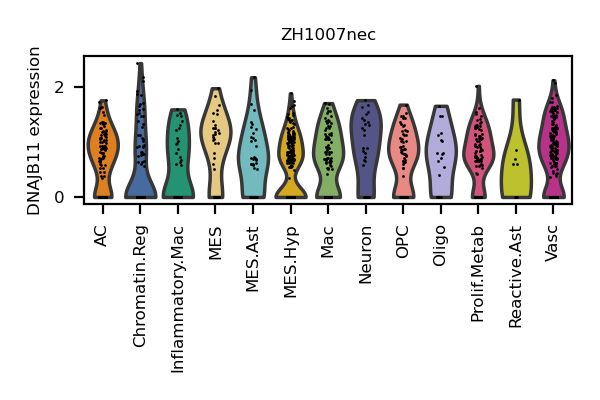 ZH1007nec
DNAJB11 expression
2
0
AC
Chromatin.Reg
Inflammatory.Mac
MES
MES.Ast
MES.Hyp
Mac
Neuron
OPC
Oligo
Prolif.Metab
Reactive.Ast
Vasc